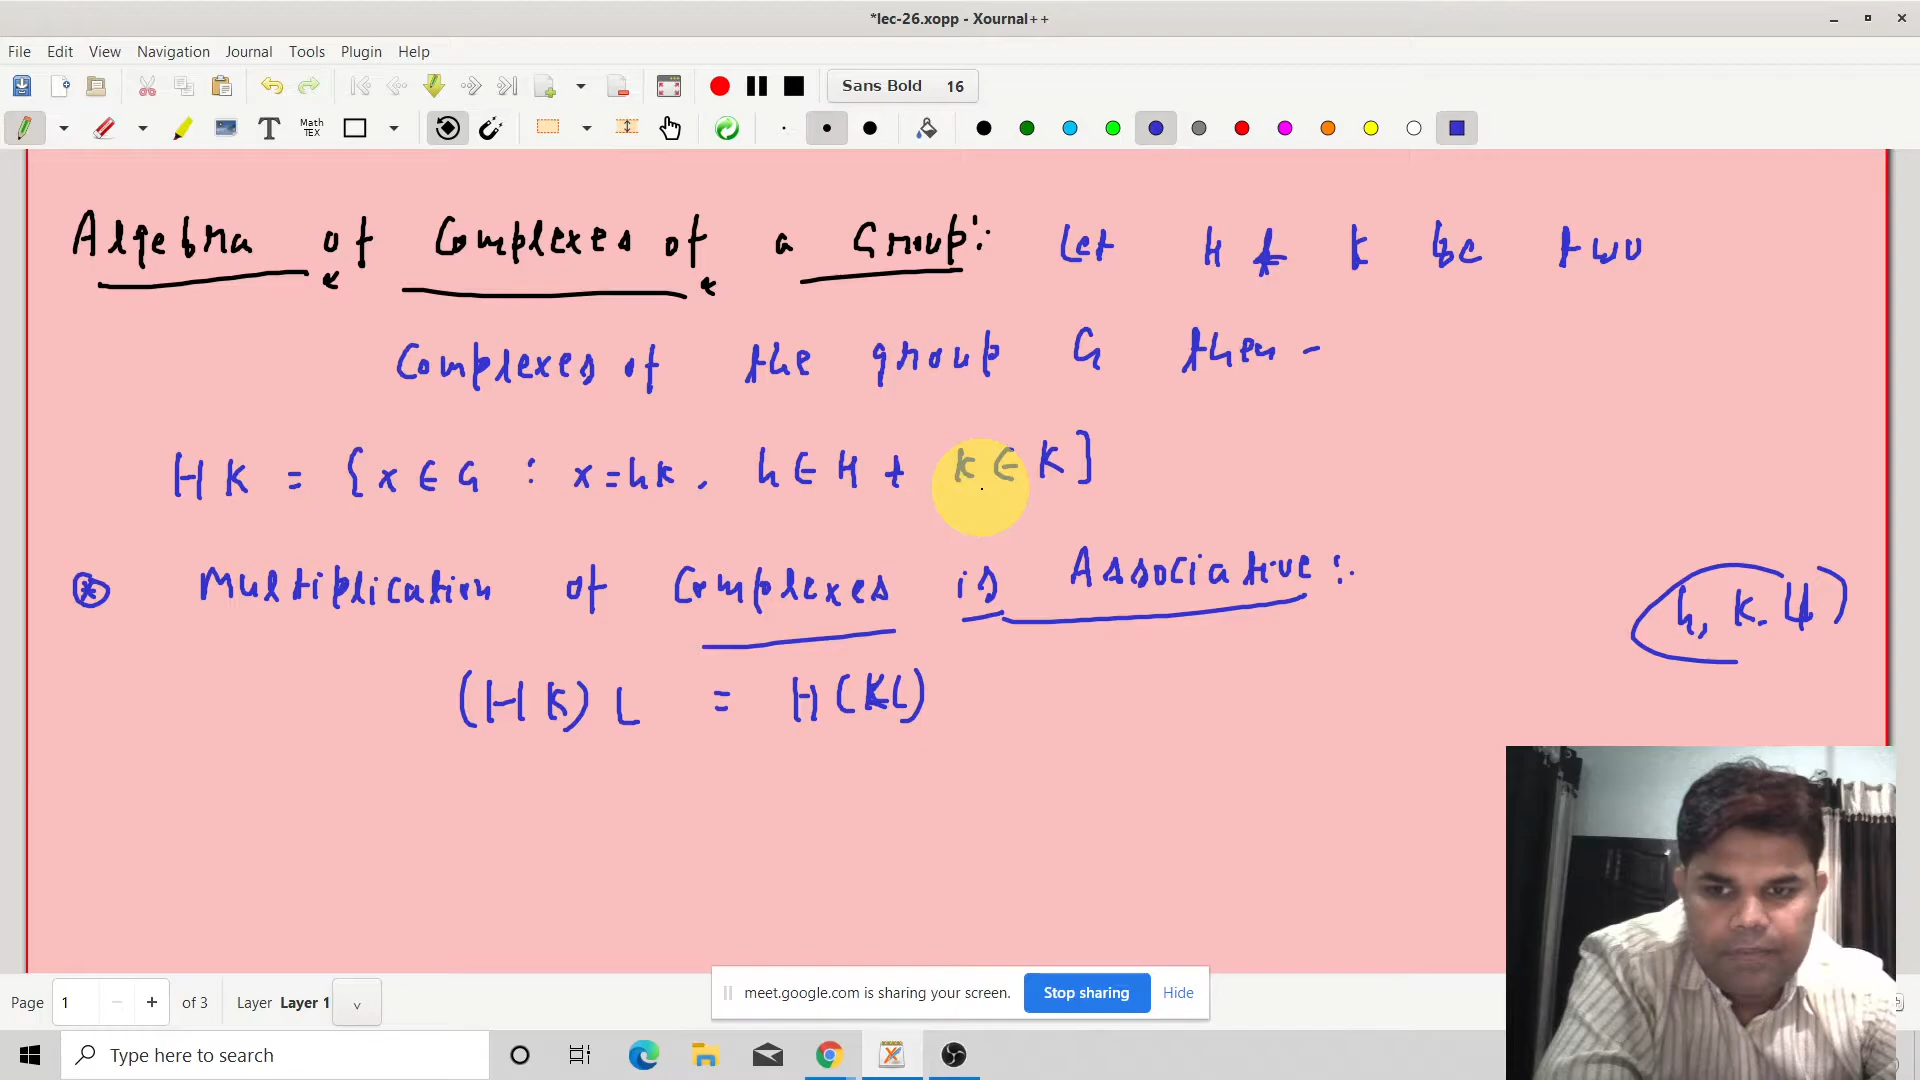 *lec-26.xopp - Xournal++
File Edit View Navigation Journal Tools Plugin Help
Sans Bold 16
Math TEX
Algebra of Complexes of a Group:- Let H & K be two
Complexes of the group G then -
HK = {x ∈ G : x = hk, h ∈ H + k ∈ K]
* Multiplication of Complexes is Associative :-
h, K.
(HK) L = H(KL)
Page 1 of 3 Layer Layer 1
meet.google.com is sharing your screen. Stop sharing Hide
Type here to search